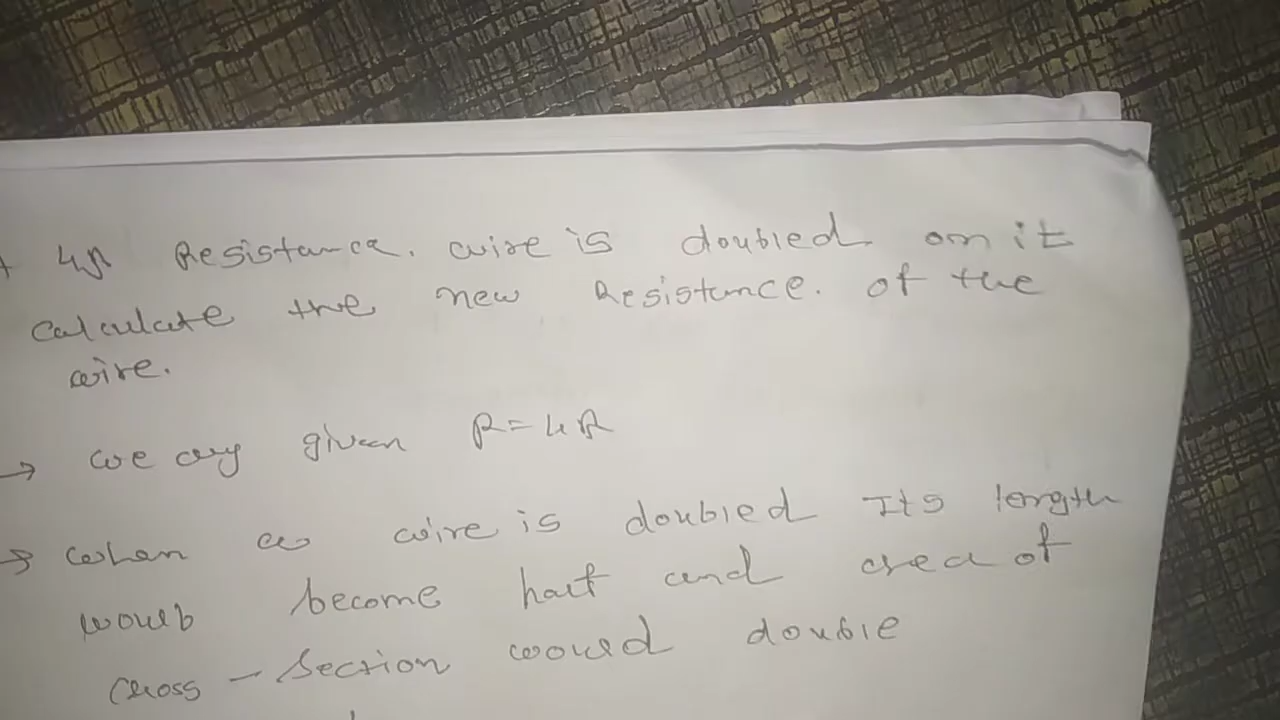 4Ω Resistance. wire is doubled on it
Calculate the new Resistance. of the
wire.
→ we given R=4Ω
→ when a wire is doubled Its length
would become half and area of
cross-section would double